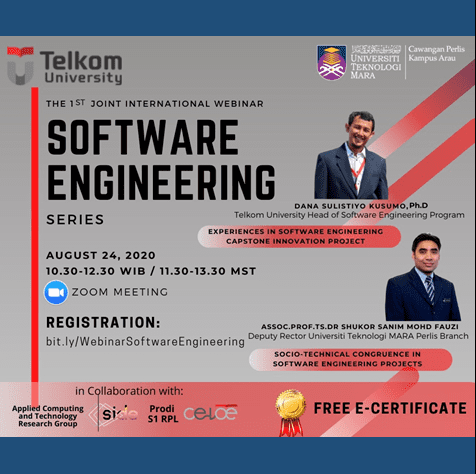 Telkom
University
UNIVERSITI
TEKNOLOGI
MARA
Cawangan Perlis
Kampus Arau
THE 1ST JOINT INTERNATIONAL WEBINAR
SOFTWARE
ENGINEERING
SERIES
DANA SULISTIYO KUSUMO, Ph.D
Telkom University Head of Software Engineering Program
EXPERIENCES IN SOFTWARE ENGINEERING
CAPSTONE INNOVATION PROJECT
AUGUST 24, 2020
10.30-12.30 WIB / 11.30-13.30 MST
ZOOM MEETING
REGISTRATION:
bit.ly/WebinarSoftwareEngineering
ASSOC.PROF.TS.DR SHUKOR SANIM MOHD FAUZI
Deputy Rector Universiti Teknologi MARA Perlis Branch
SOCIO-TECHNICAL CONGRUENCE IN
SOFTWARE ENGINEERING PROJECTS
in Collaboration with:
Applied Computing
and Technology
Research Group
side
Prodi
S1 RPL
celoe
FREE E-CERTIFICATE